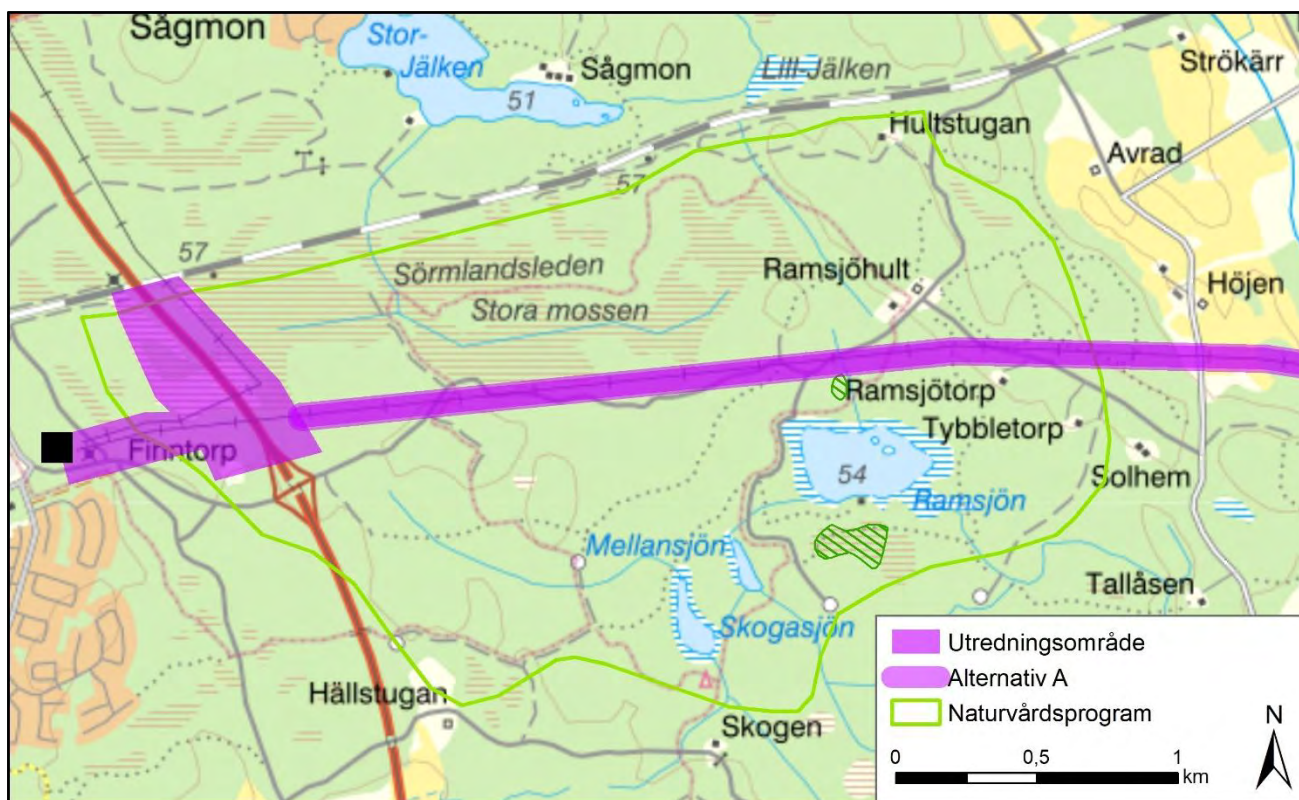 Sågmon
Stor-
Jälken
Sågmon
51
Lill-Jälken
Strökärr
Hultstugan
Avrad
57
57
Sörmlandsleden
Stora mossen
Ramsjöhult
Höjen
Ramsjötorp
Tybbletorp
Finntorp
54
Solhem
Ramsjön
Mellansjön
Tallåsen
Skogasjön
Hällstugan
Skogen
Utredningsområde
Alternativ A
Naturvårdsprogram
N
0 0,5 1
km